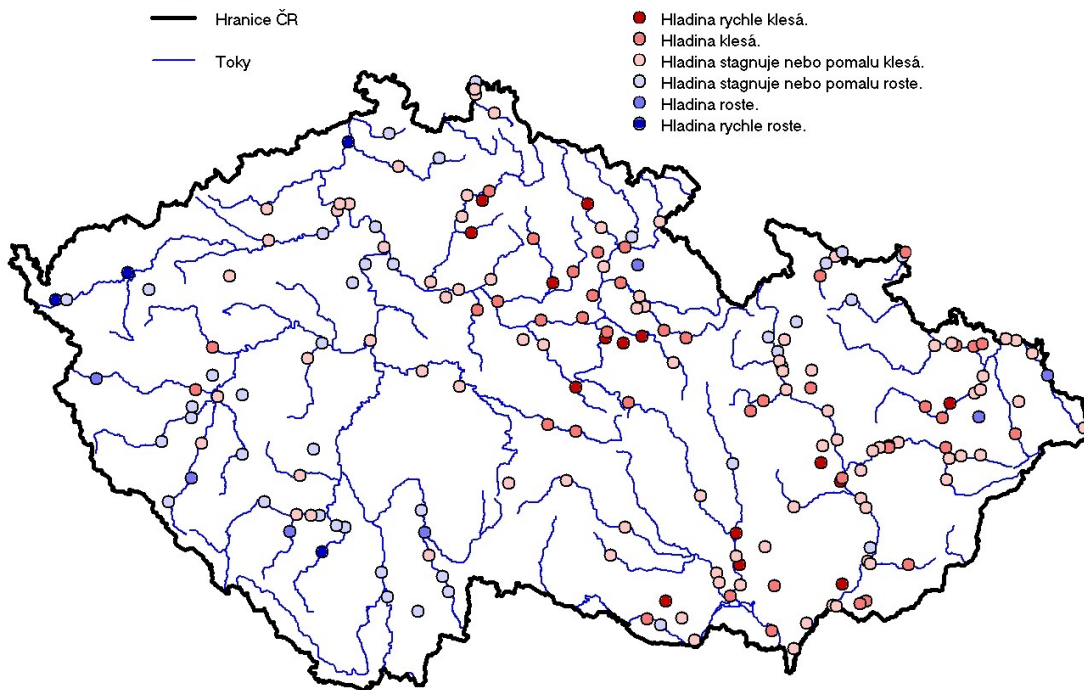 Hranice ČR
Toky
Hladina rychle klesá.
Hladina klesá.
Hladina stagnuje nebo pomalu klesá.
Hladina stagnuje nebo pomalu roste.
Hladina roste.
Hladina rychle roste.